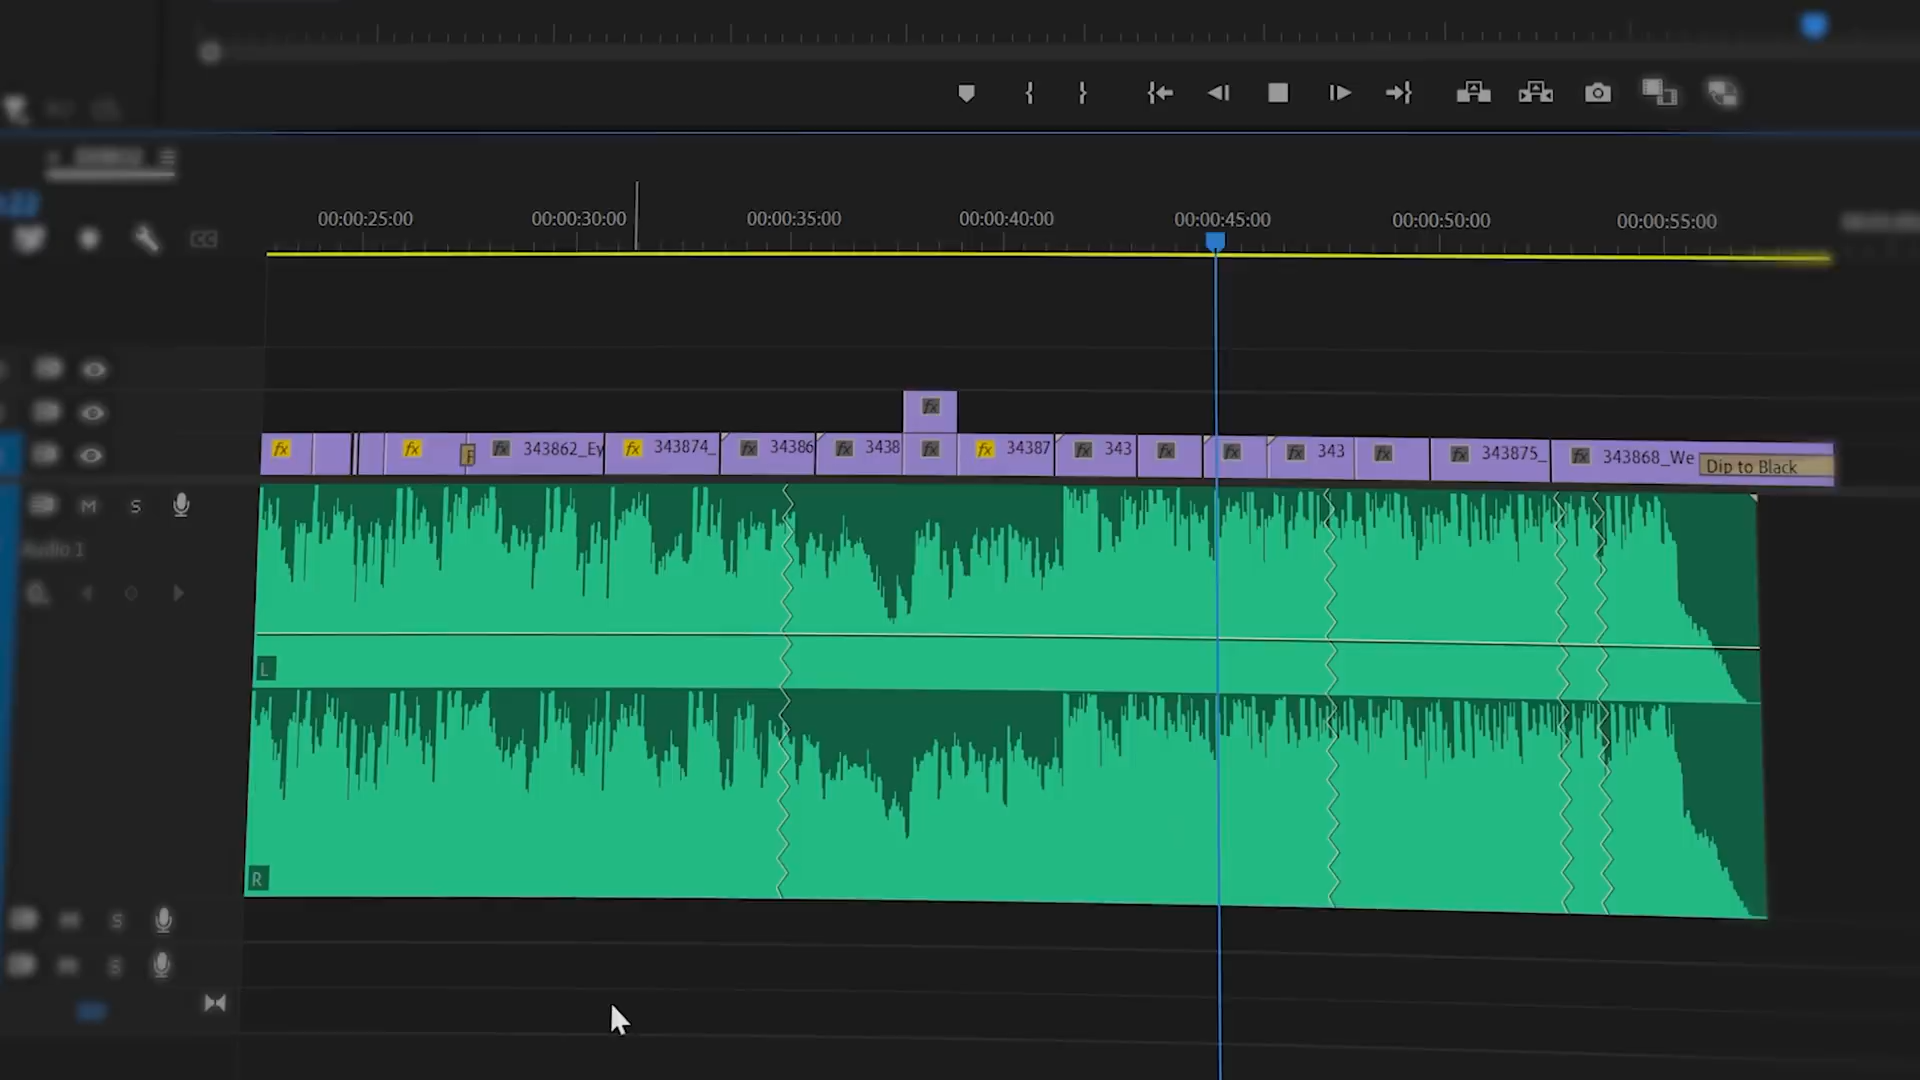 00:00:25:00 00:00:30:00 00:00:35:00 00:00:40:00 00:00:45:00 00:00:50:00 00:00:55:00
fx
fx fx F fx 343862_Ey fx 343874_ fx 34386 fx 3438 fx fx 34387 fx 343 fx fx fx 343 fx fx 343875_ fx 343868_We Dip to Black
M S
Audio 1
L
R
M S
M S